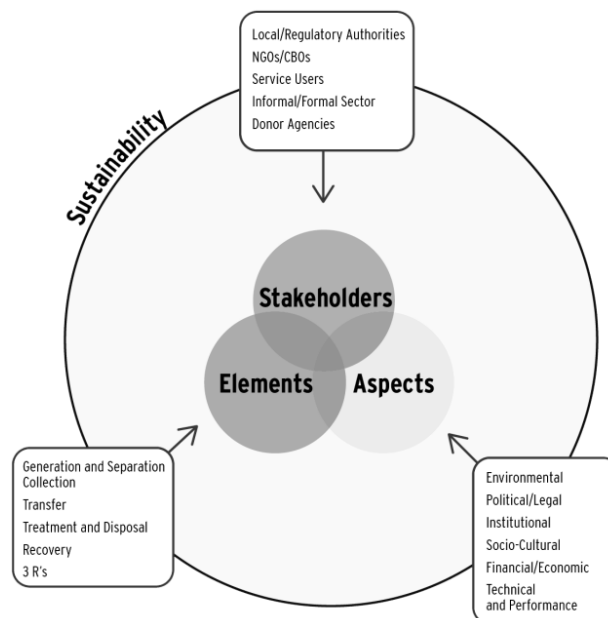 Local/Regulatory Authorities
NGOs/CBOs
Service Users
Informal/Formal Sector
Donor Agencies
Sustainability
Stakeholders
Elements
Aspects
Generation and Separation
Collection
Transfer
Treatment and Disposal
Recovery
3 R's
Environmental
Political/Legal
Institutional
Socio-Cultural
Financial/Economic
Technical
and Performance